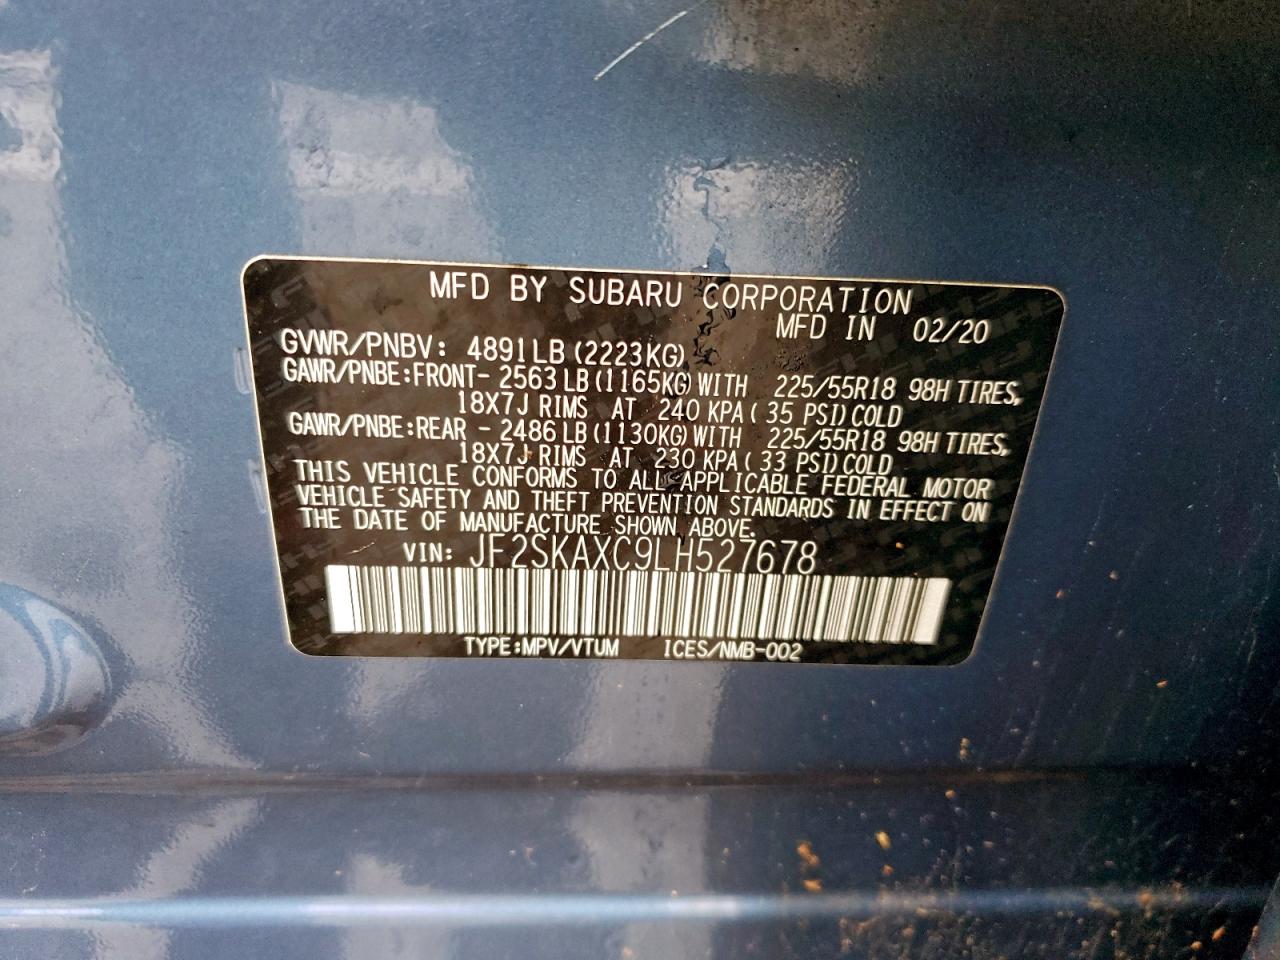 MFD BY SUBARU CORPORATION
MFD IN 02/20
GVWR/PNBV: 4891LB (2223KG)
GAWR/PNBE:FRONT- 2563LB(1165KG)WITH 225/55R18 98H TIRES,
18X7J RIMS AT 240 KPA( 35 PSI)COLD
GAWR/PNBE:REAR - 2486LB(1130KG)WITH 225/55R18 98H TIRES,
18X7J RIMS AT 230 KPA( 33 PSI)COLD
THIS VEHICLE CONFORMS TO ALL APPLICABLE FEDERAL MOTOR
VEHICLE SAFETY AND THEFT PREVENTION STANDARDS IN EFFECT ON
THE DATE OF MANUFACTURE SHOWN ABOVE.
VIN: JF2SKAXC9LH527678
TYPE:MPV/VTUM ICES/NMB-002